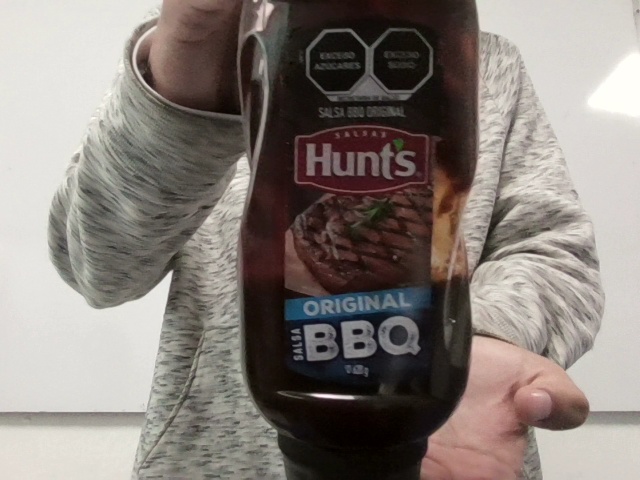 EXCESO
AZÚCARES
EXCESO
SODIO
SALSA BBQ ORIGINAL
SALSAS
Hunt's
ORIGINAL
SALSA
BBQ